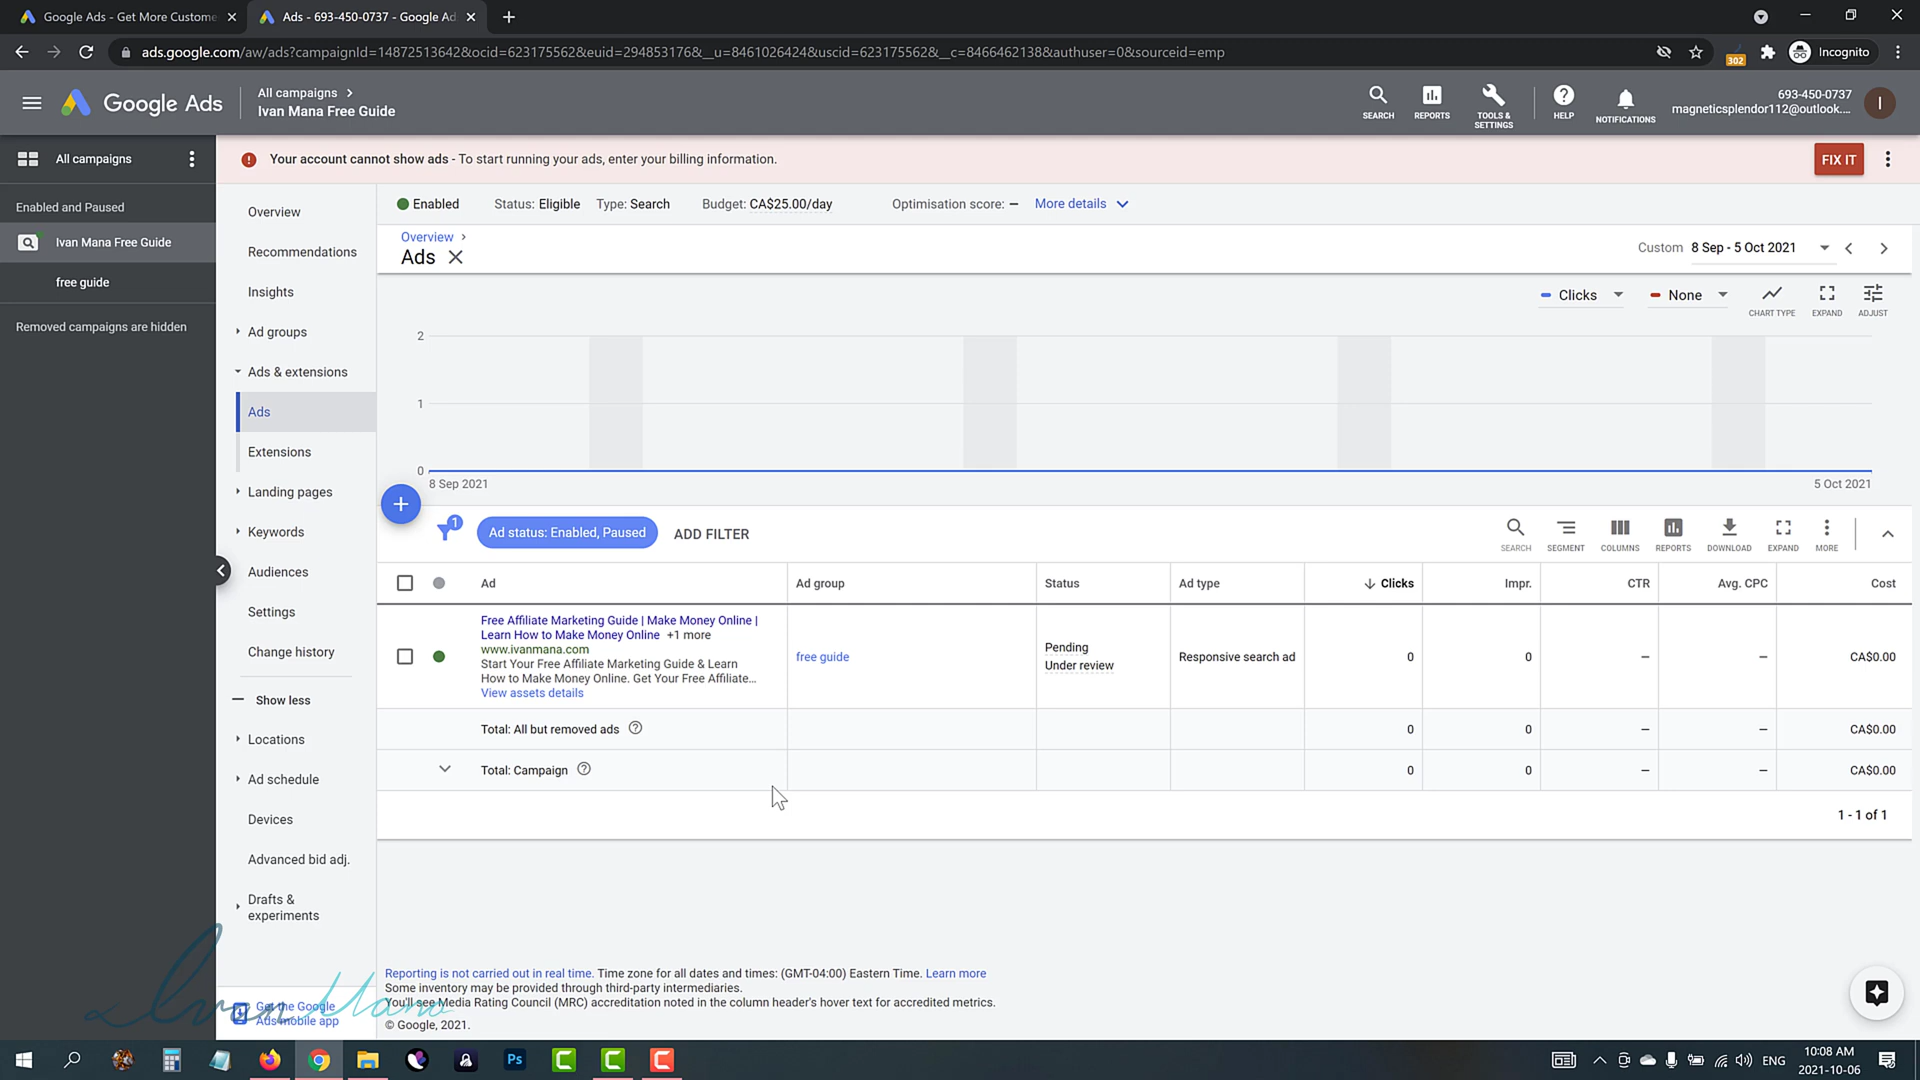 Google Ads - Get More Custome
Ads - 693-450-0737 - Google Ad
ads.google.com/aw/ads?campaignId=14872513642&ocid=623175562&euid=294853176&__u=8461026424&uscid=623175562&__c=8466462138&authuser=0&sourceid=emp
302
Incognito
Google Ads
All campaigns
Ivan Mana Free Guide
SEARCH
REPORTS
TOOLS &
SETTINGS
HELP
NOTIFICATIONS
693-450-0737
magneticsplendor112@outlook....
I
All campaigns
Your account cannot show ads - To start running your ads, enter your billing information.
FIX IT
Enabled and Paused
Ivan Mana Free Guide
free guide
Removed campaigns are hidden
Overview
Recommendations
Insights
Ad groups
Ads & extensions
Ads
Extensions
Landing pages
Keywords
Audiences
Settings
Change history
Show less
Locations
Ad schedule
Devices
Advanced bid adj.
Drafts &
experiments
Get the Google
Ads mobile app
Enabled
Status: Eligible
Type: Search
Budget: CA$25.00/day
Optimisation score: –
More details
Overview
Ads
Custom
8 Sep - 5 Oct 2021
Clicks
None
CHART TYPE
EXPAND
ADJUST
2
1
0
8 Sep 2021
5 Oct 2021
1
Ad status: Enabled, Paused
ADD FILTER
SEARCH
SEGMENT
COLUMNS
REPORTS
DOWNLOAD
EXPAND
MORE
Ad
Ad group
Status
Ad type
Clicks
Impr.
CTR
Avg. CPC
Cost
Free Affiliate Marketing Guide | Make Money Online |
Learn How to Make Money Online +1 more
www.ivanmana.com
Start Your Free Affiliate Marketing Guide & Learn
How to Make Money Online. Get Your Free Affiliate...
View assets details
free guide
Pending
Under review
Responsive search ad
0
0
–
–
CA$0.00
Total: All but removed ads
0
0
–
–
CA$0.00
Total: Campaign
0
0
–
–
CA$0.00
1 - 1 of 1
Reporting is not carried out in real time. Time zone for all dates and times: (GMT-04:00) Eastern Time. Learn more
Some inventory may be provided through third-party intermediaries.
You'll see Media Rating Council (MRC) accreditation noted in the column header's hover text for accredited metrics.
© Google, 2021.
Ivan Mana
Ps
ENG
10:08 AM
2021-10-06